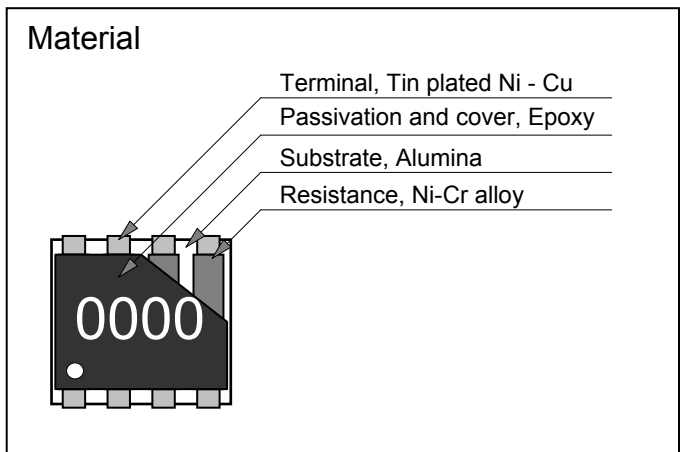 Material
Terminal, Tin plated Ni - Cu
Passivation and cover, Epoxy
Substrate, Alumina
Resistance, Ni-Cr alloy
0000